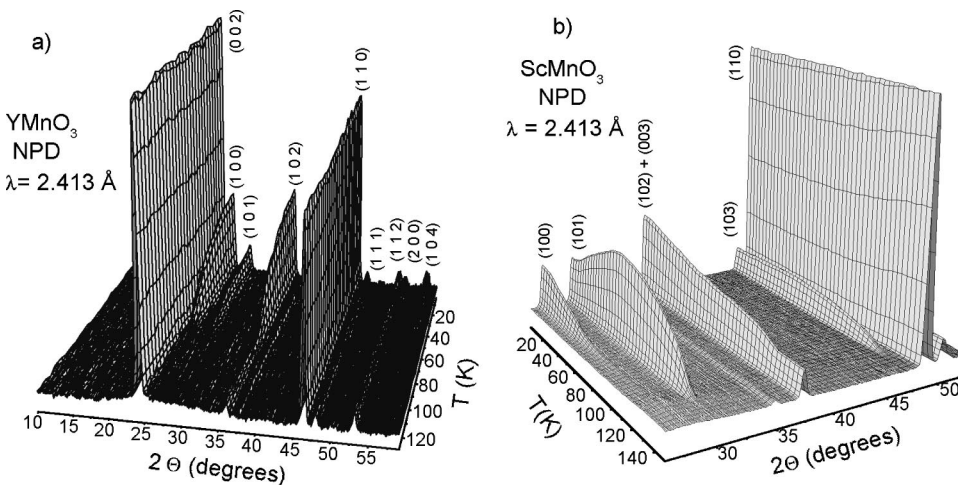 a)
YMnO₃
NPD
λ= 2.413 Å
(0 0 2)
(1 0 0)
(1 0 1)
(1 0 2)
(1 1 0)
(1 1 1)
(1 1 2)
(2 0 0)
(1 0 4)
20
40
60
80
100
120
T (K)
10 15 20 25 30 35 40 45 50 55
2 Θ (degrees)
b)
ScMnO₃
NPD
λ = 2.413 Å
(100)
(101)
(102) + (003)
(103)
(110)
20
40
60
80
100
120
140
T(K)
30 35 40 45 50
2Θ (degrees)